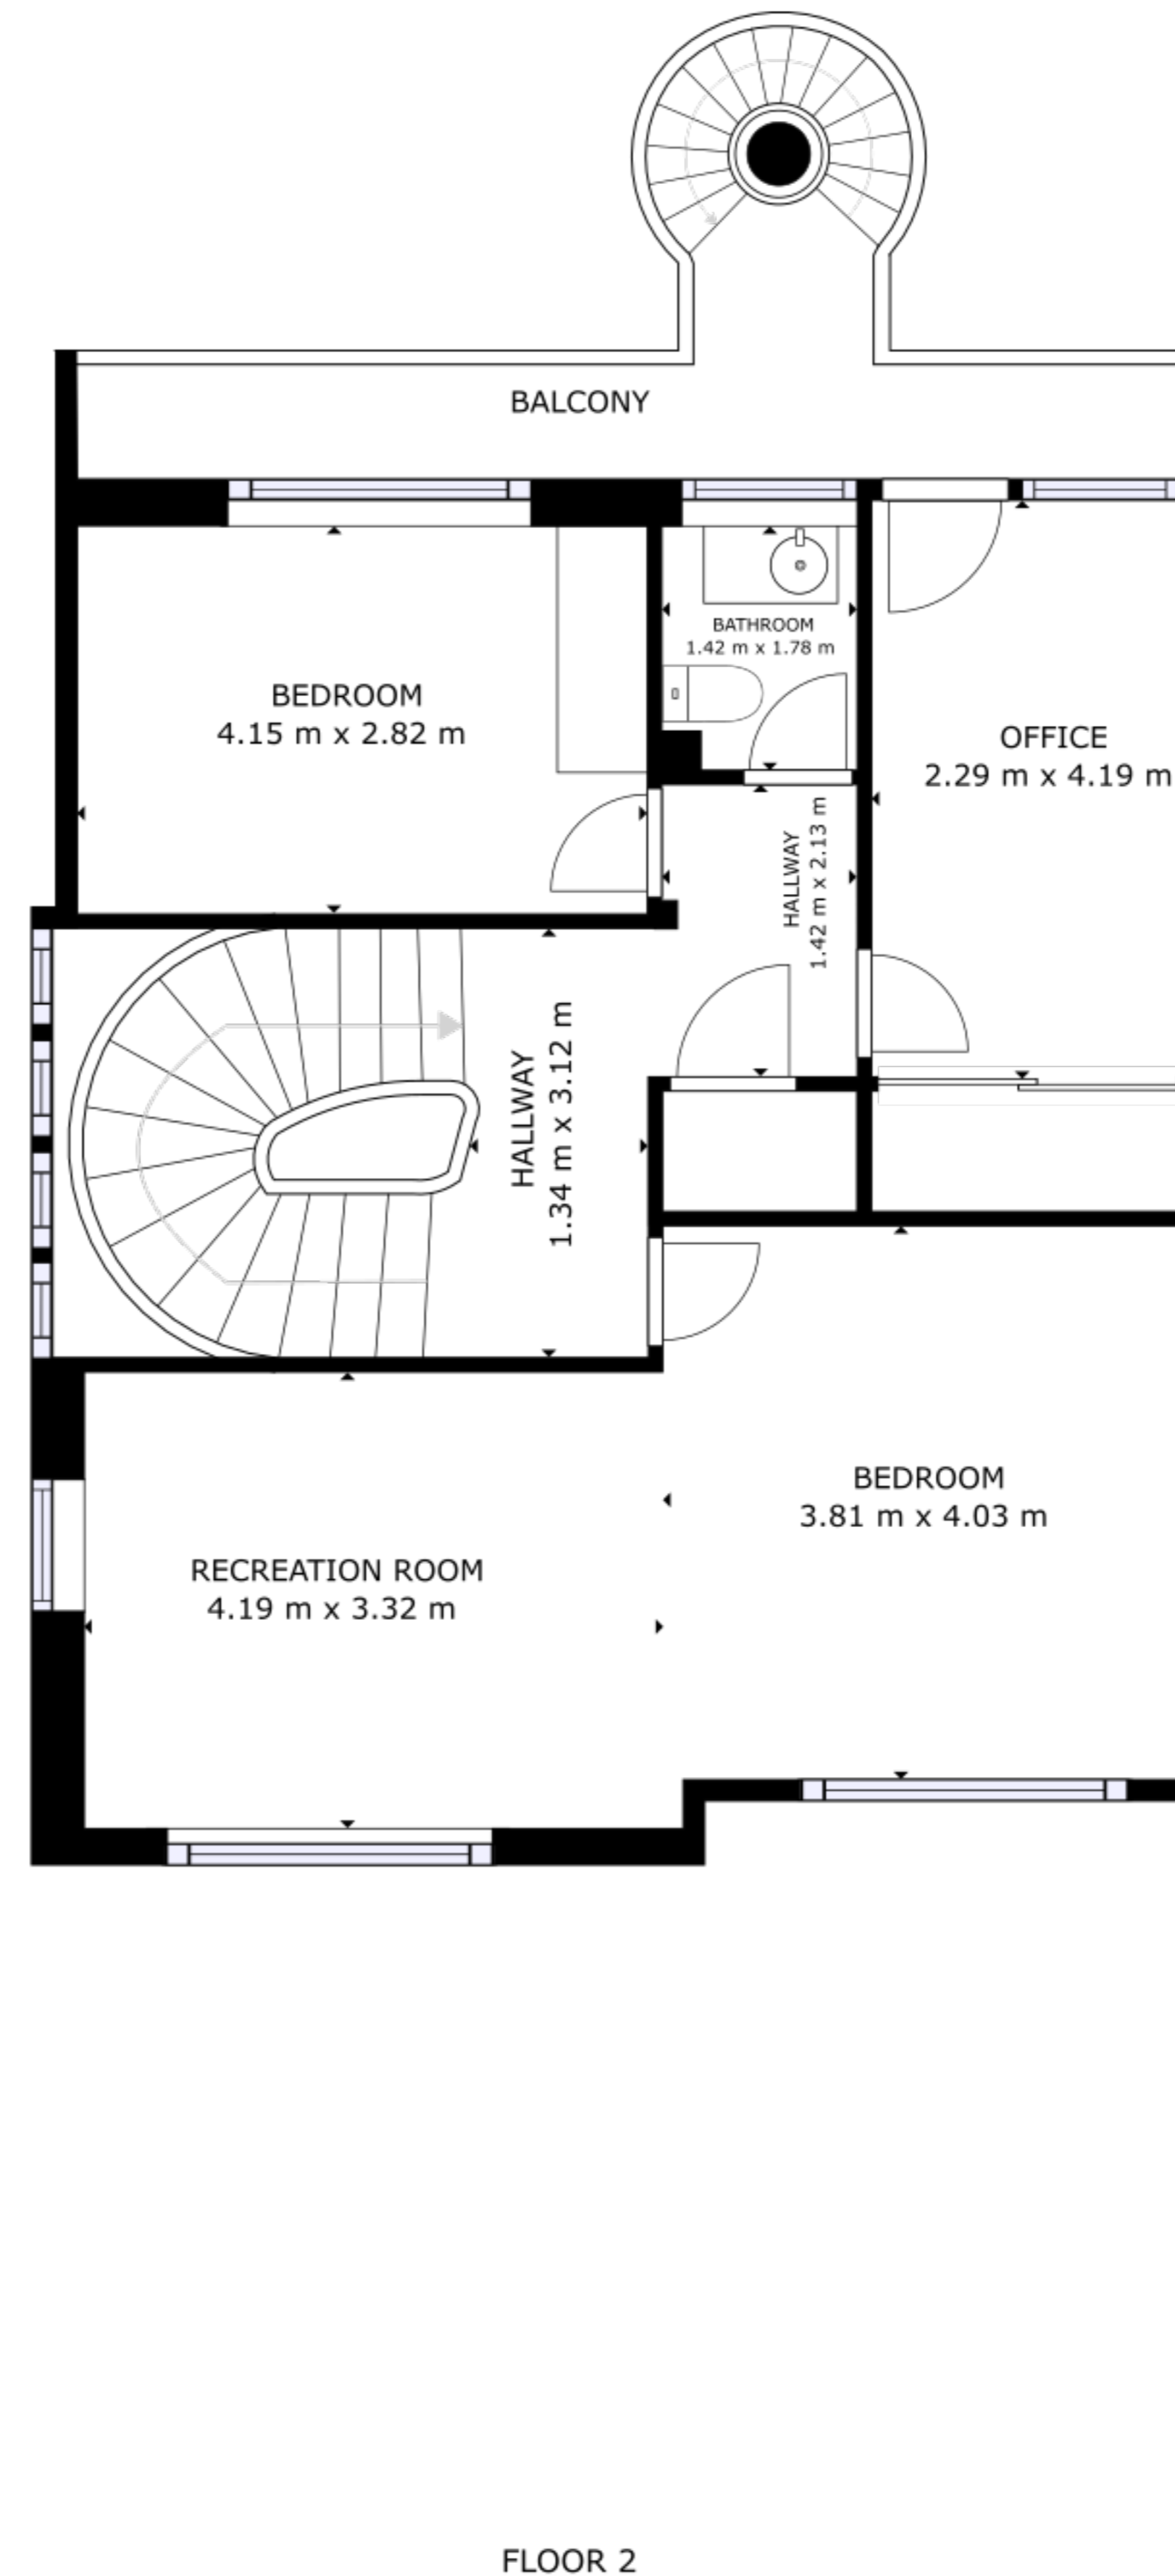 BALCONY
BATHROOM
1.42 m x 1.78 m
BEDROOM
4.15 m x 2.82 m
OFFICE
2.29 m x 4.19 m
HALLWAY
1.42 m x 2.13 m
HALLWAY
1.34 m x 3.12 m
BEDROOM
3.81 m x 4.03 m
RECREATION ROOM
4.19 m x 3.32 m
FLOOR 2